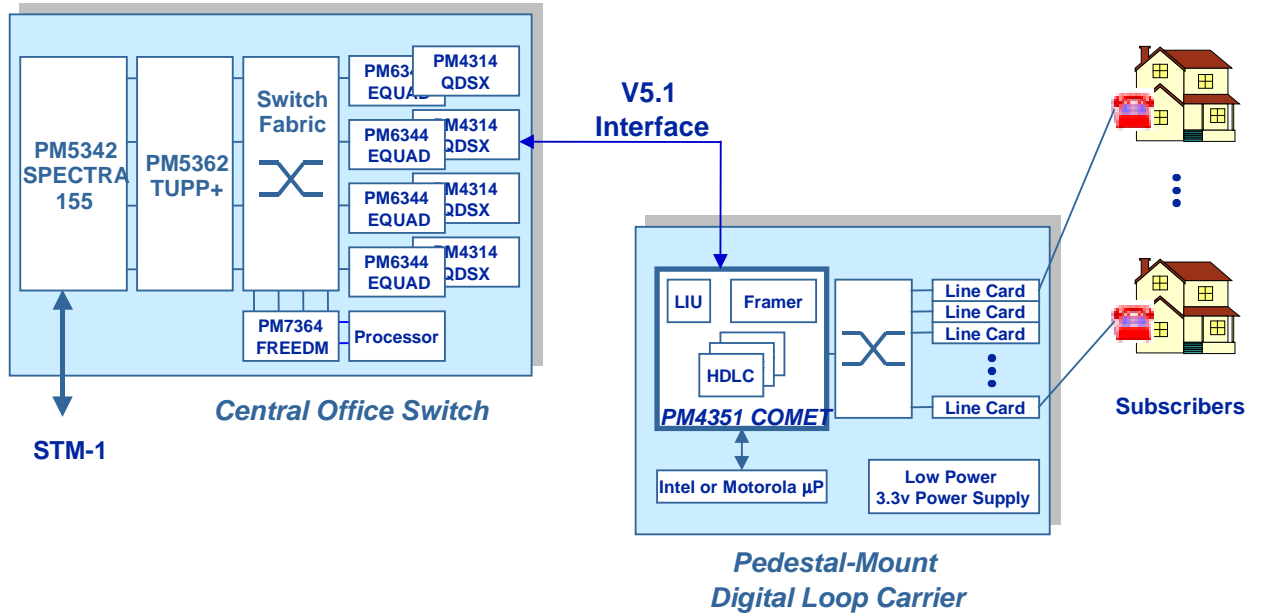 PM5342
SPECTRA
155
PM5362
TUPP+
Switch
Fabric
PM634
EQUA
PM4314
QDSX
PM6344
EQUAD
PM4314
QDSX
PM6344
EQUAD
PM4314
QDSX
PM6344
EQUAD
PM4314
QDSX
PM7364
FREEDM
Processor
Central Office Switch
STM-1
V5.1
Interface
LIU
Framer
HDLC
PM4351 COMET
Intel or Motorola µP
Line Card
Line Card
Line Card
Line Card
Low Power
3.3v Power Supply
Pedestal-Mount
Digital Loop Carrier
Subscribers